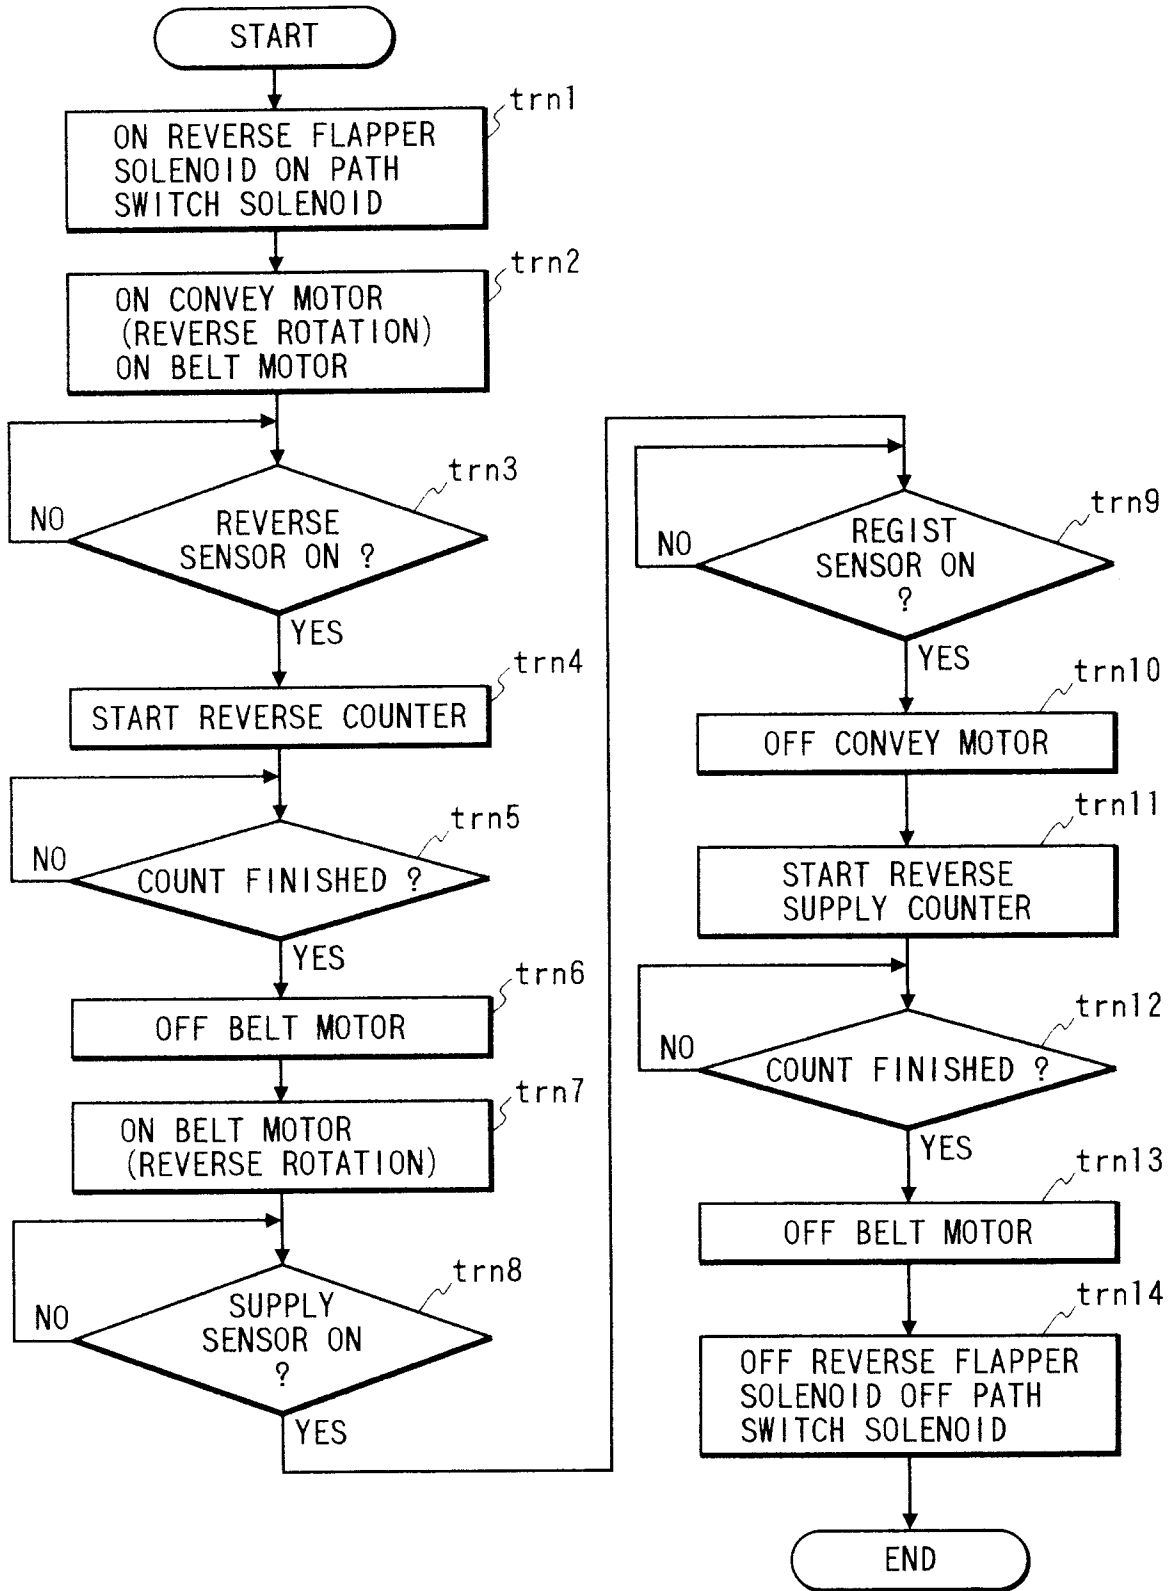 START
trn1
ON REVERSE FLAPPER
SOLENOID ON PATH
SWITCH SOLENOID
trn2
ON CONVEY MOTOR
(REVERSE ROTATION)
ON BELT MOTOR
trn3
NO
REVERSE
SENSOR ON ?
YES
trn4
START REVERSE COUNTER
trn5
NO
COUNT FINISHED ?
YES
trn6
OFF BELT MOTOR
trn7
ON BELT MOTOR
(REVERSE ROTATION)
trn8
NO
SUPPLY
SENSOR ON
?
YES
trn9
NO
REGIST
SENSOR ON
?
YES
trn10
OFF CONVEY MOTOR
trn11
START REVERSE
SUPPLY COUNTER
trn12
NO
COUNT FINISHED ?
YES
trn13
OFF BELT MOTOR
trn14
OFF REVERSE FLAPPER
SOLENOID OFF PATH
SWITCH SOLENOID
END